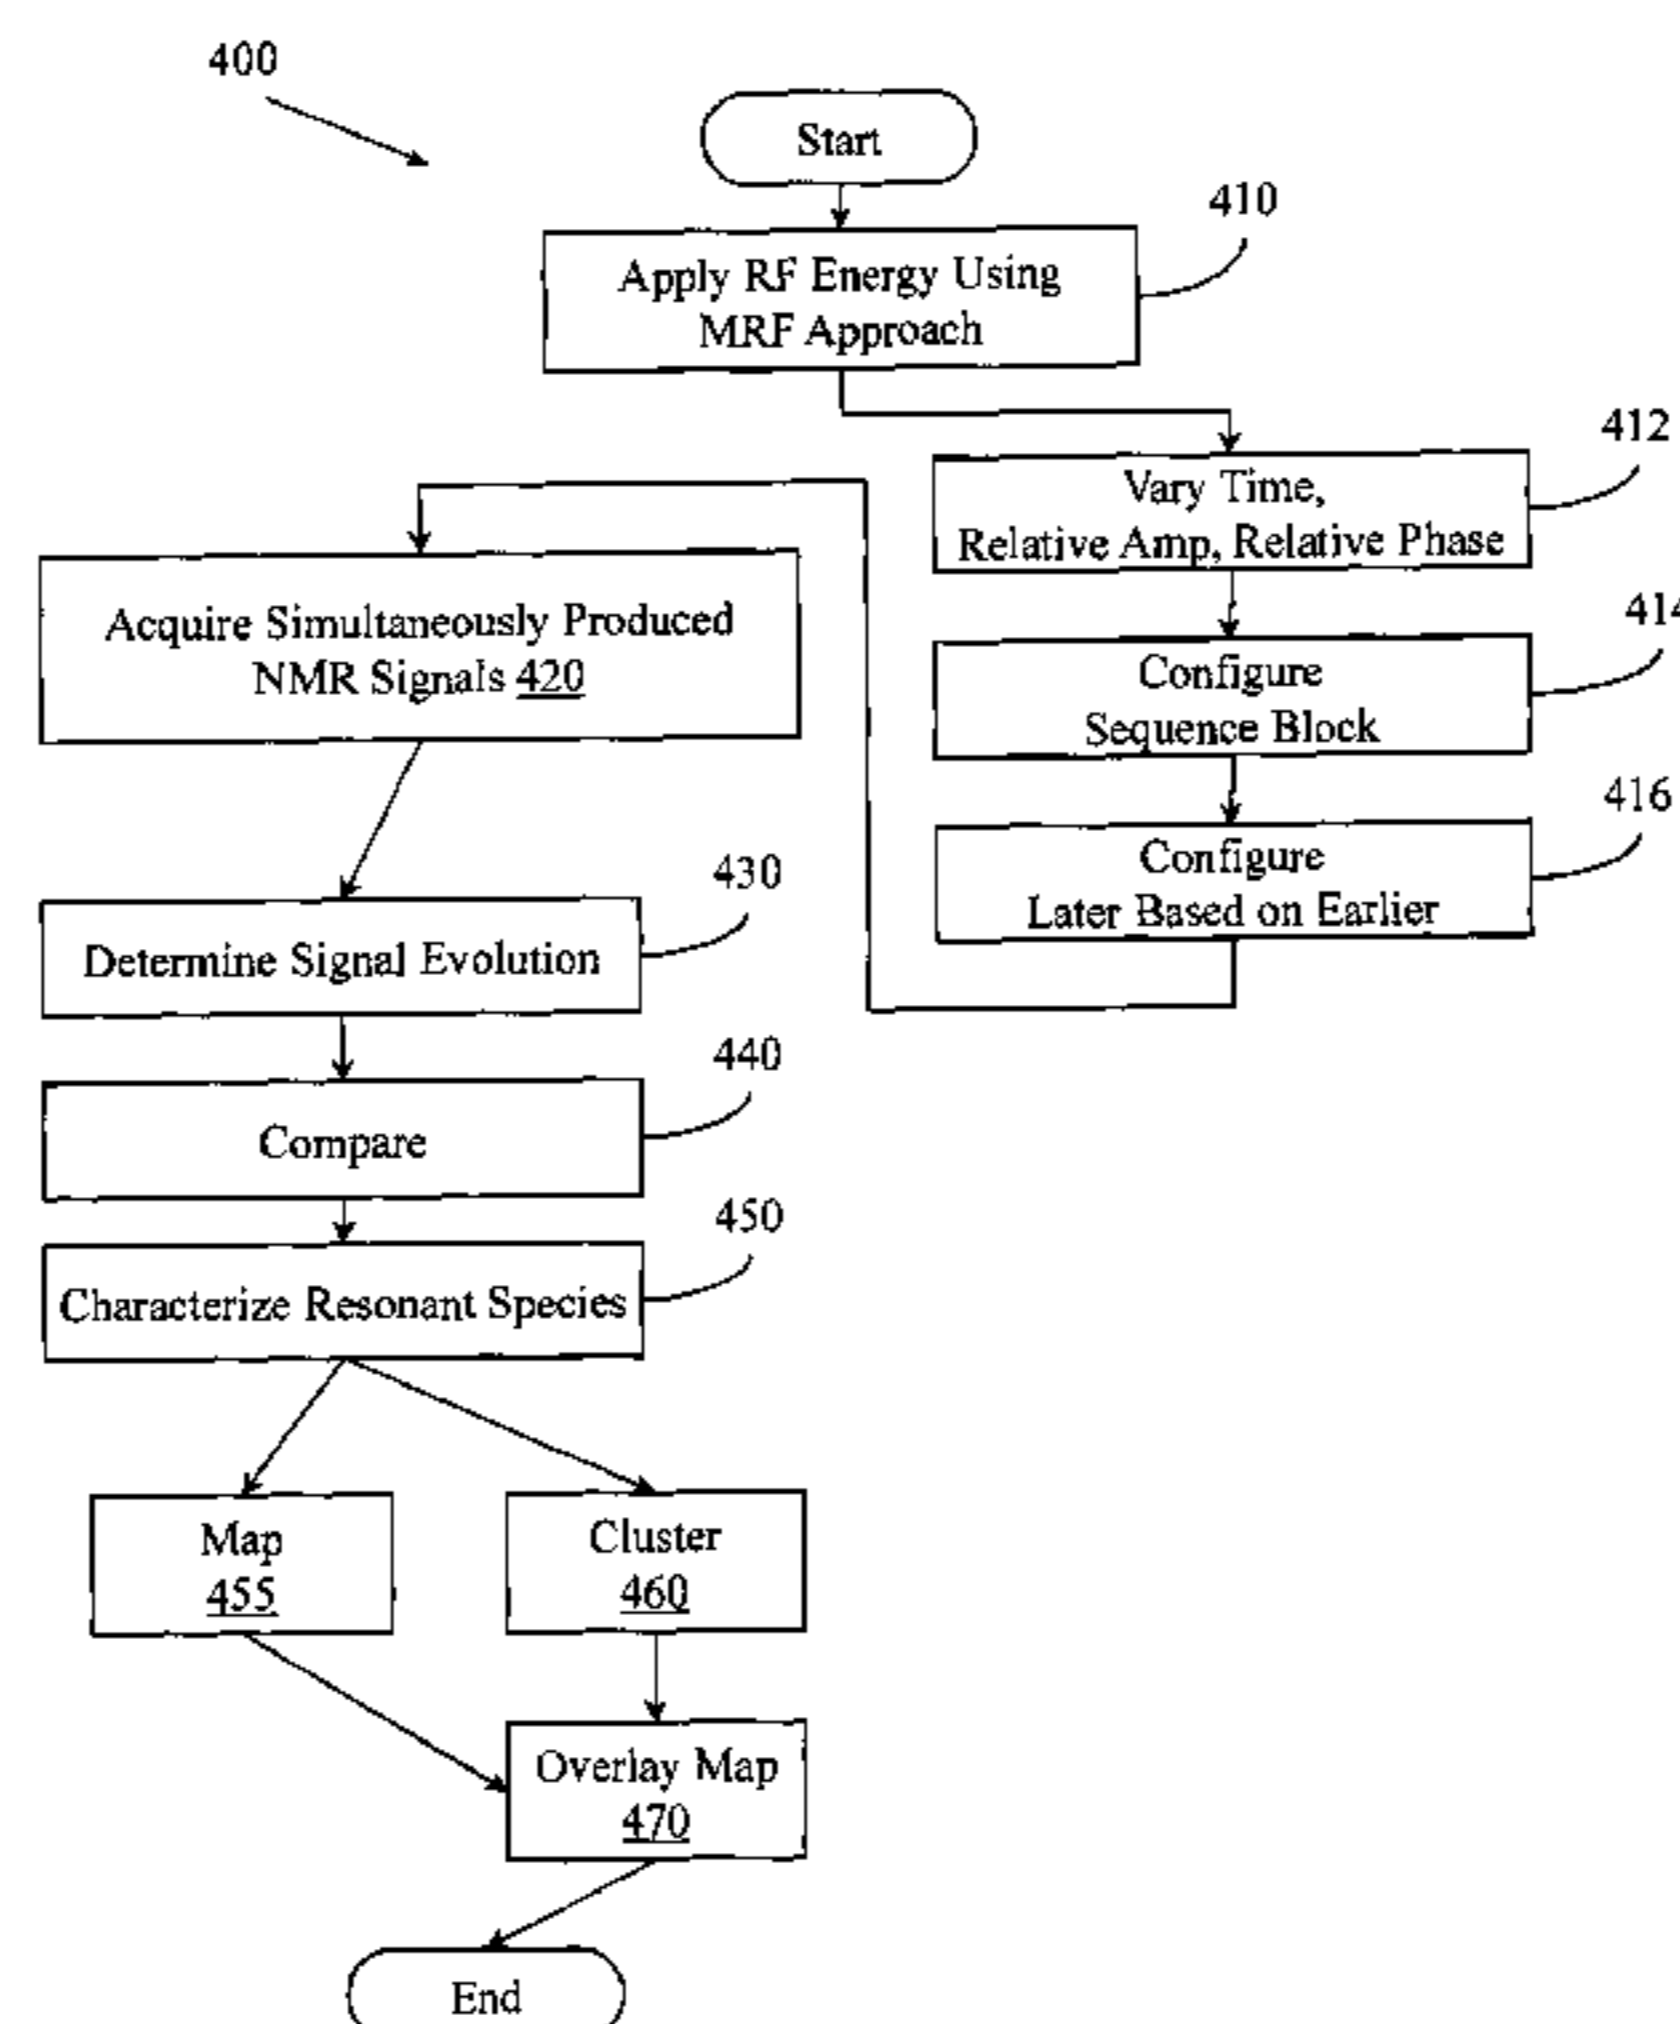 400
Start
410
Apply RF Energy Using
MRF Approach
412
Vary Time,
Relative Amp, Relative Phase
414
Configure
Sequence Block
416
Configure
Later Based on Earlier
Acquire Simultaneously Produced
NMR Signals 420
430
Determine Signal Evolution
440
Compare
450
Characterize Resonant Species
Map
455
Cluster
460
Overlay Map
470
End